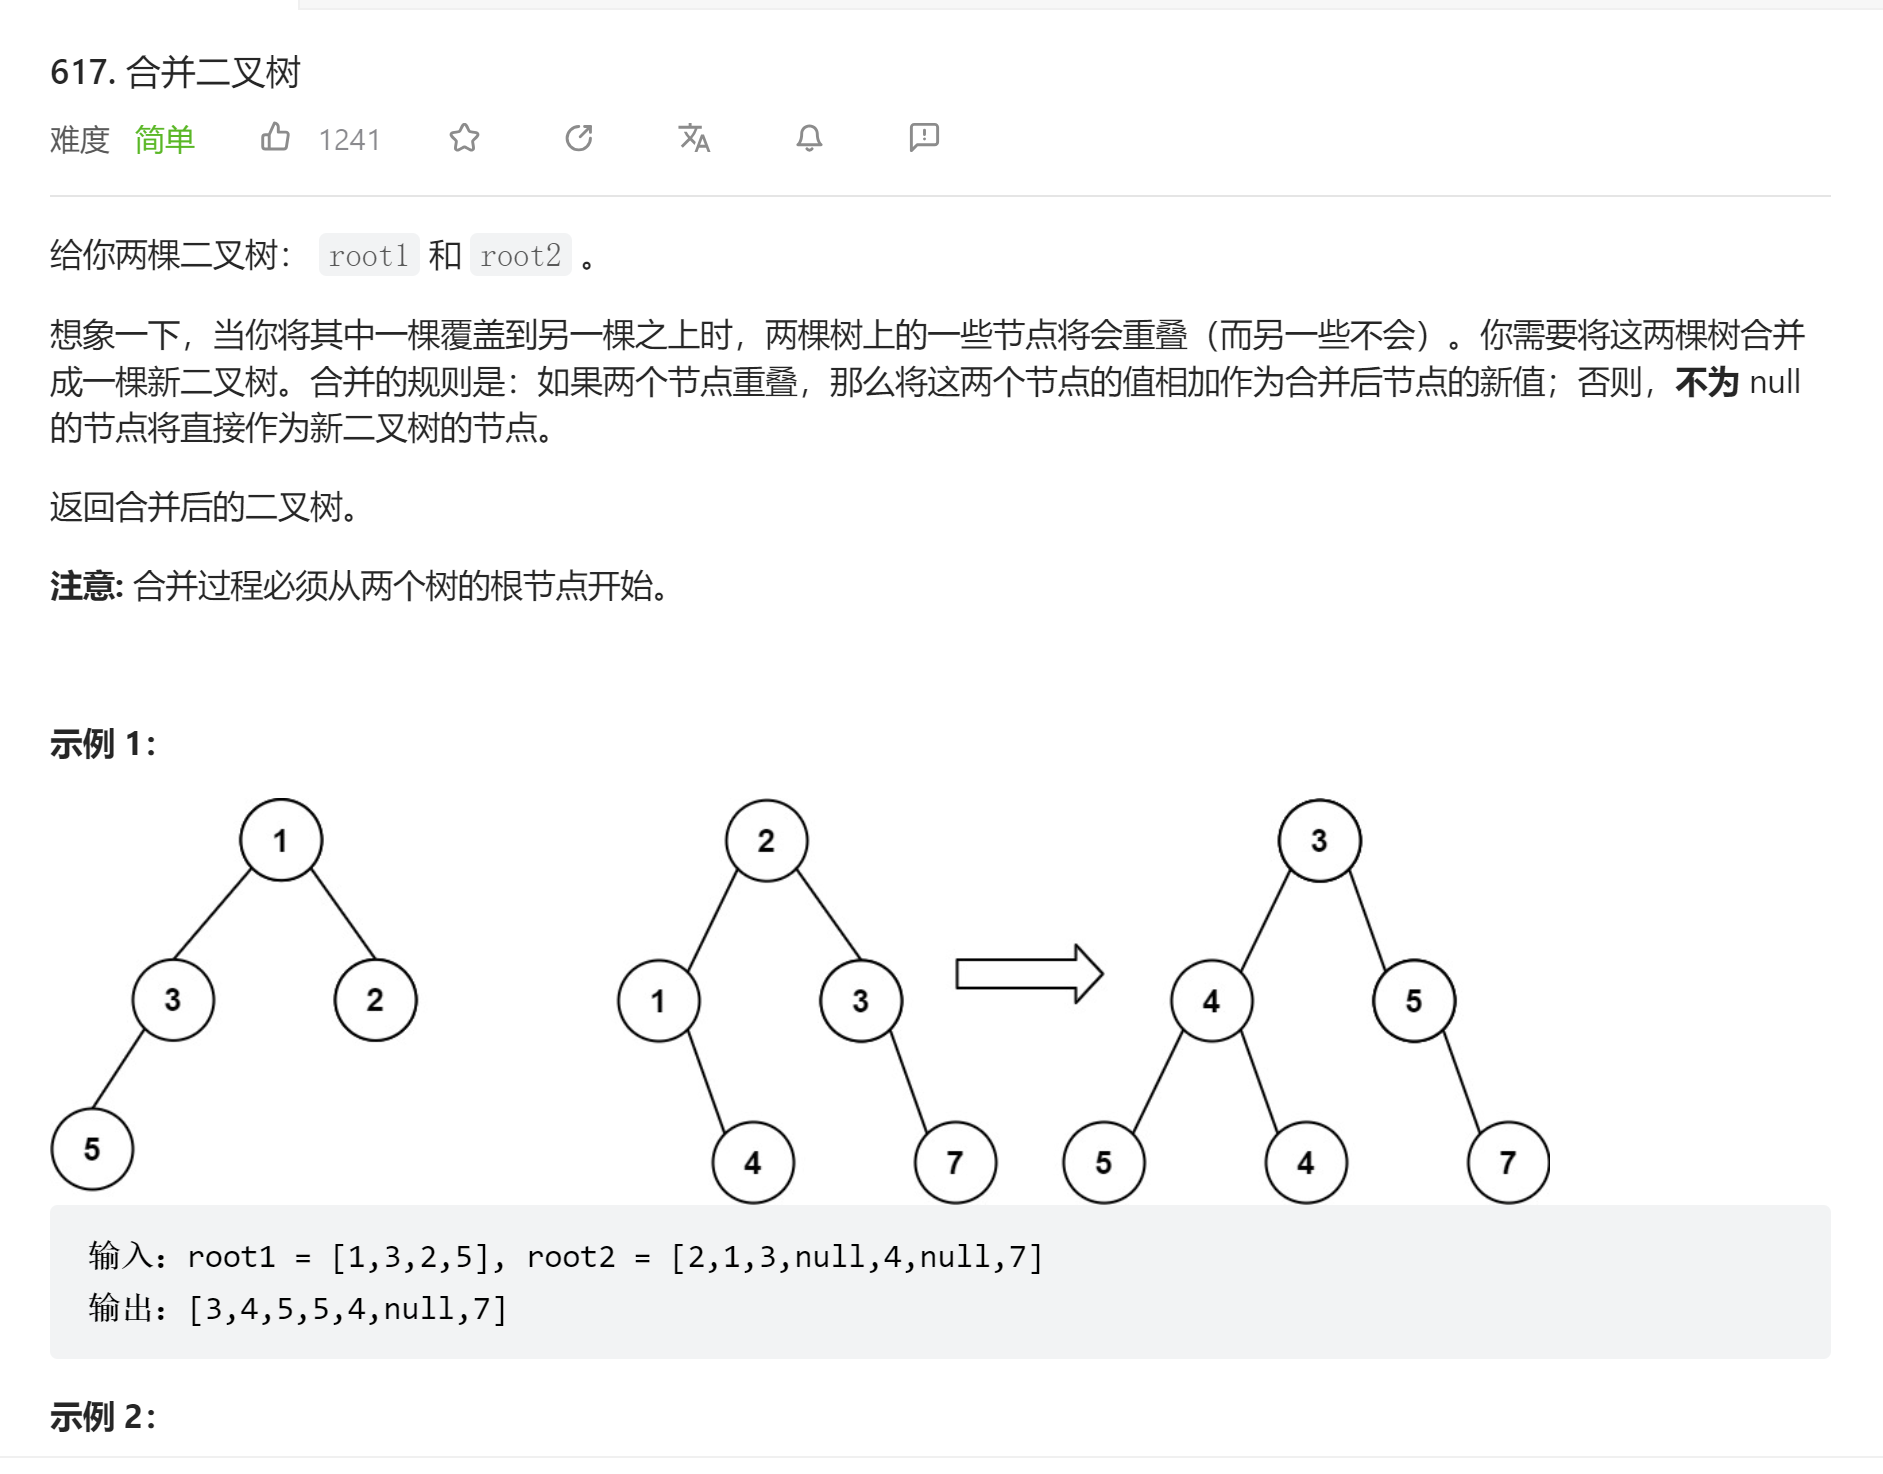 617. 合并二叉树
难度 简单 1241
给你两棵二叉树： root1 和 root2 。
想象一下，当你将其中一棵覆盖到另一棵之上时，两棵树上的一些节点将会重叠（而另一些不会）。你需要将这两棵树合并
成一棵新二叉树。合并的规则是：如果两个节点重叠，那么将这两个节点的值相加作为合并后节点的新值；否则，不为 null
的节点将直接作为新二叉树的节点。
返回合并后的二叉树。
注意: 合并过程必须从两个树的根节点开始。
示例 1：
1 2 3
3 2 1 3 4 5
5 4 7 5 4 7
输入：root1 = [1,3,2,5], root2 = [2,1,3,null,4,null,7]
输出：[3,4,5,5,4,null,7]
示例 2：